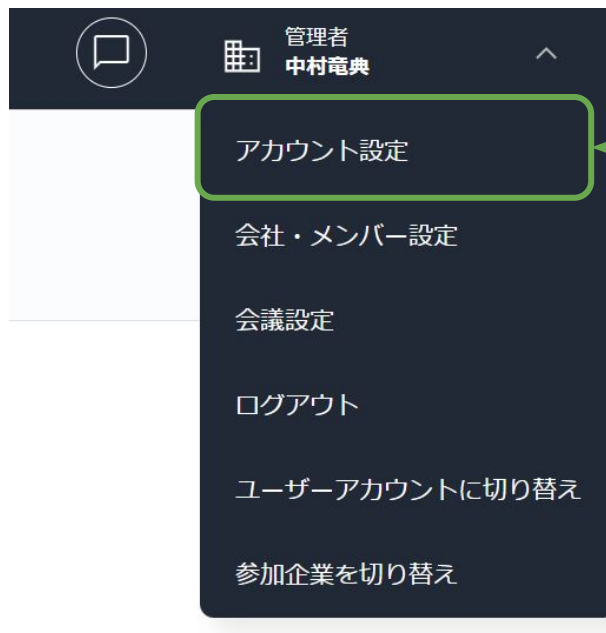 管理者
中村竜典
アカウント設定
会社・メンバー設定
会議設定
ログアウト
ユーザーアカウントに切り替え
参加企業を切り替え